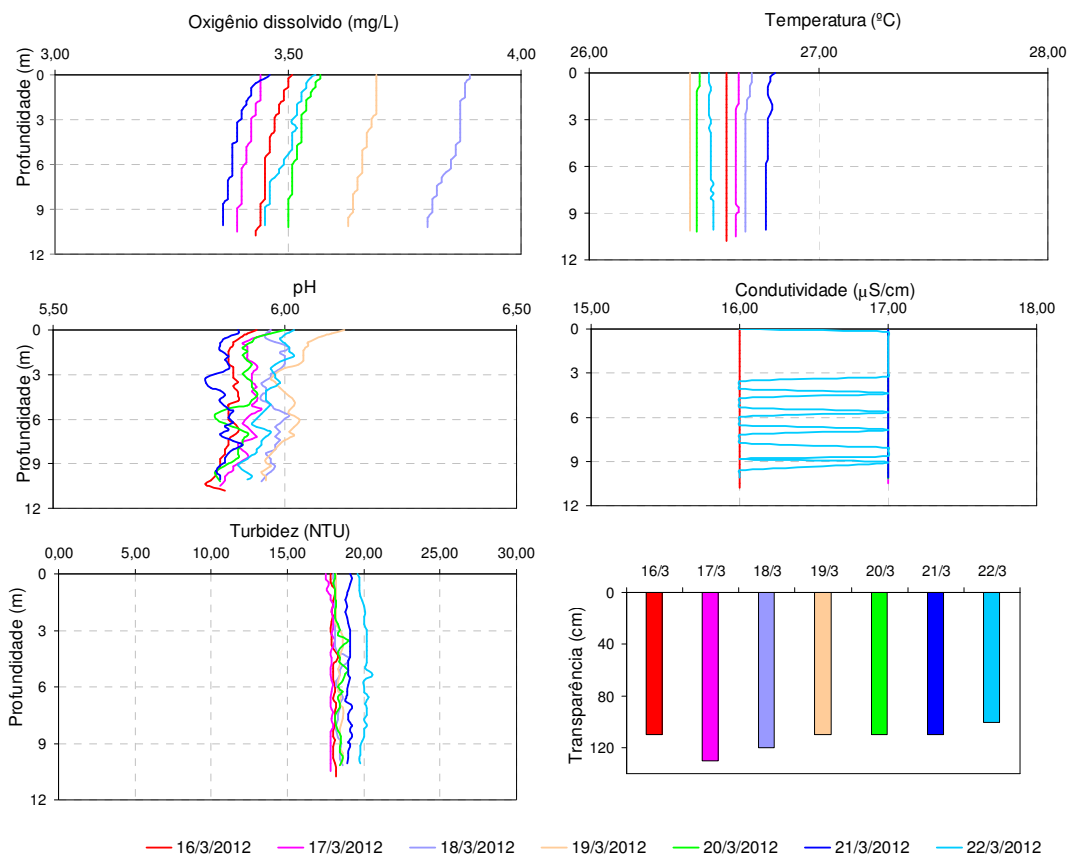 Oxigênio dissolvido (mg/L)
3,00 3,50 4,00
Profundidade (m)
0
3
6
9
12
Temperatura (ºC)
26,00 27,00 28,00
0
3
6
9
12
pH
5,50 6,00 6,50
Profundidade (m)
0
3
6
9
12
Condutividade (µS/cm)
15,00 16,00 17,00 18,00
0
3
6
9
12
Turbidez (NTU)
0,00 5,00 10,00 15,00 20,00 25,00 30,00
Profundidade (m)
0
3
6
9
12
16/3 17/3 18/3 19/3 20/3 21/3 22/3
Transparência (cm)
0
40
80
120
16/3/2012 17/3/2012 18/3/2012 19/3/2012 20/3/2012 21/3/2012 22/3/2012